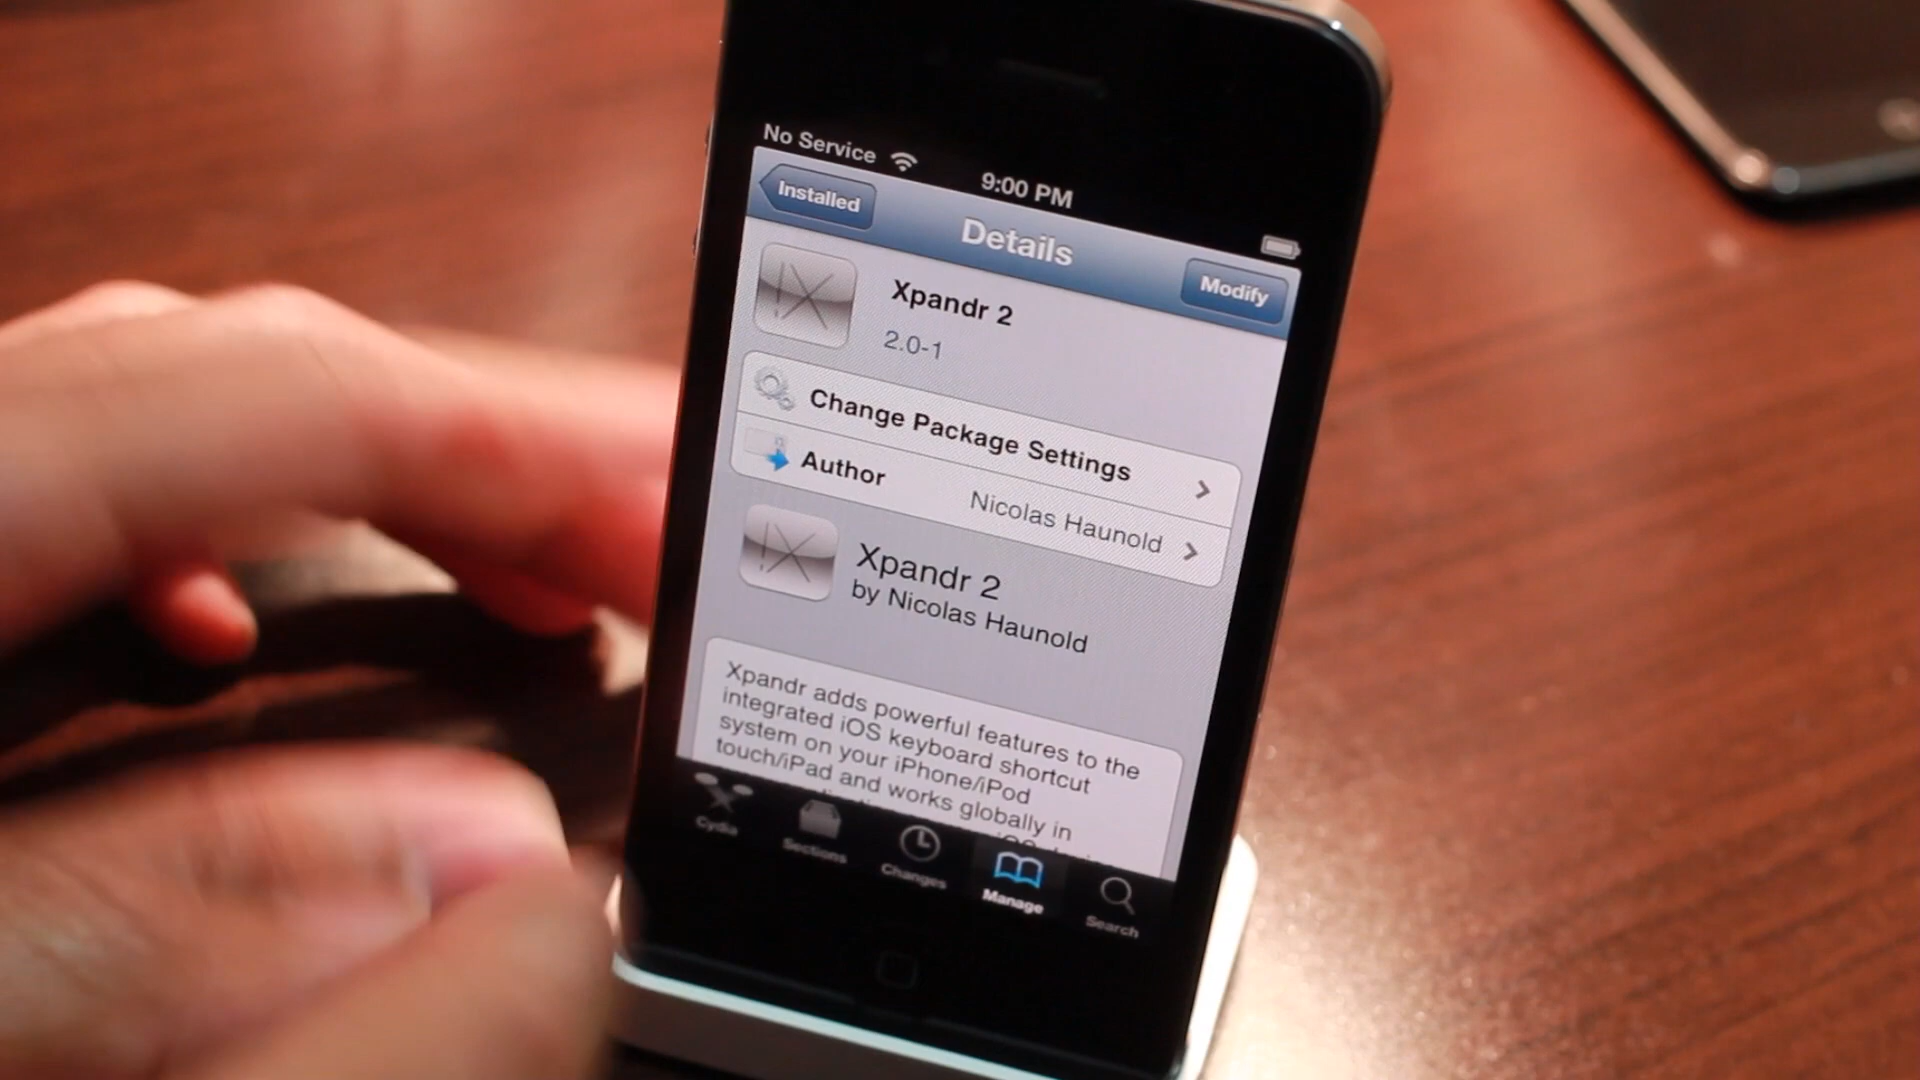 No Service
9:00 PM
Installed
Details
Modify
Xpandr 2
2.0-1
Change Package Settings
Author
Nicolas Haunold
Xpandr 2
by Nicolas Haunold
Xpandr adds powerful features to the
integrated iOS keyboard shortcut
system on your iPhone/iPod
touch/iPad and works globally in
Cydia
Sections
Changes
Manage
Search